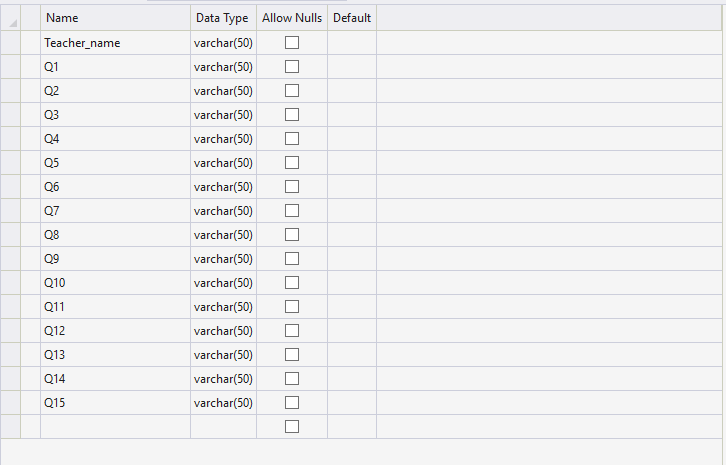 Name Data Type Allow Nulls Default
Teacher_name varchar(50)
Q1 varchar(50)
Q2 varchar(50)
Q3 varchar(50)
Q4 varchar(50)
Q5 varchar(50)
Q6 varchar(50)
Q7 varchar(50)
Q8 varchar(50)
Q9 varchar(50)
Q10 varchar(50)
Q11 varchar(50)
Q12 varchar(50)
Q13 varchar(50)
Q14 varchar(50)
Q15 varchar(50)